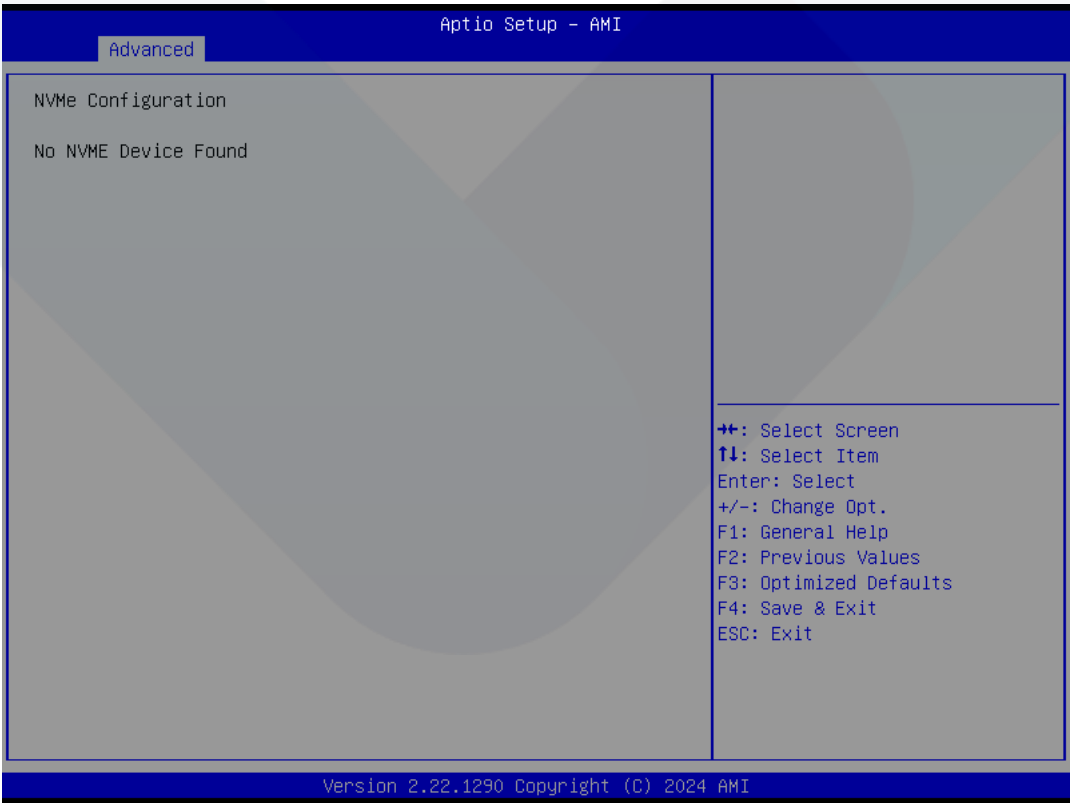 Aptio Setup – AMI
Advanced
NVMe Configuration
No NVME Device Found
→←: Select Screen
↑↓: Select Item
Enter: Select
+/-: Change Opt.
F1: General Help
F2: Previous Values
F3: Optimized Defaults
F4: Save & Exit
ESC: Exit
Version 2.22.1290 Copyright (C) 2024 AMI